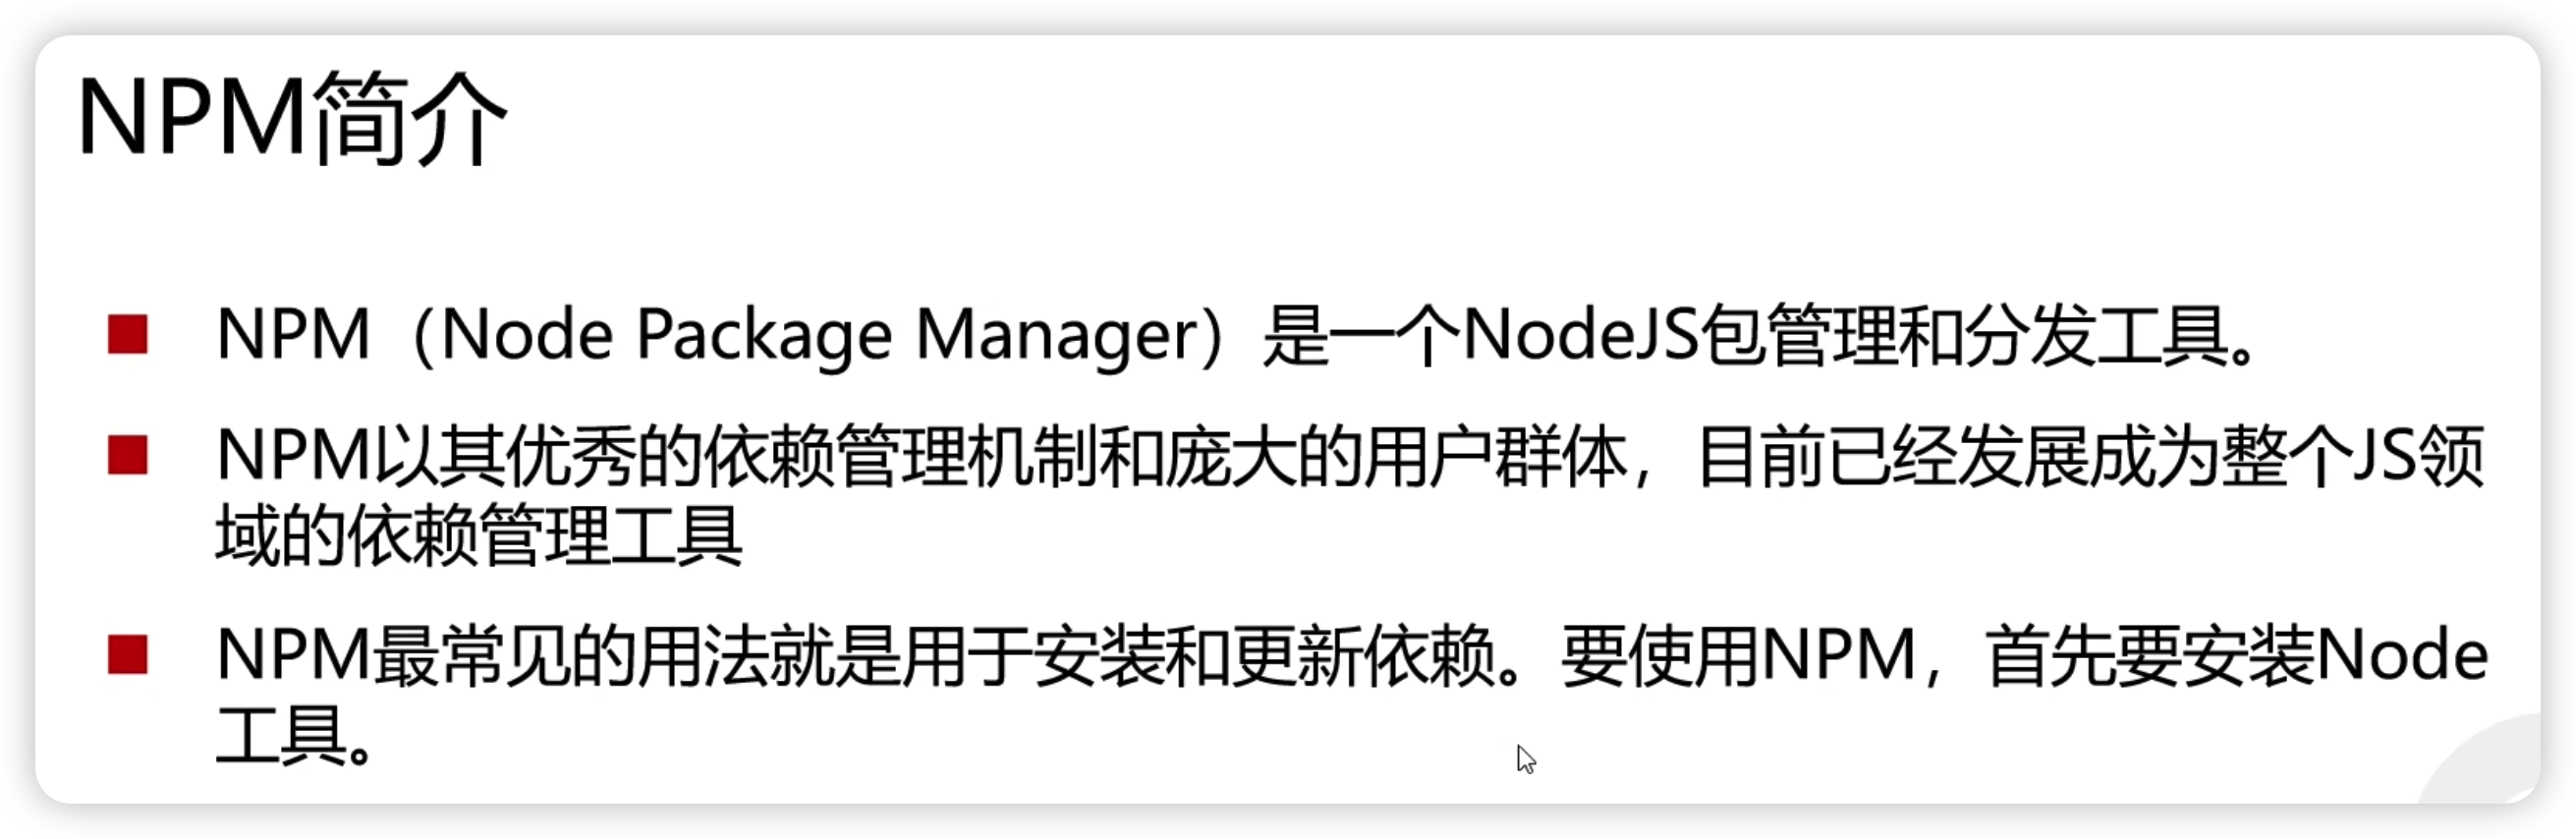 NPM简介
NPM（Node Package Manager）是一个NodeJS包管理和分发工具。
NPM以其优秀的依赖管理机制和庞大的用户群体，目前已经发展成为整个JS领
域的依赖管理工具
NPM最常见的用法就是用于安装和更新依赖。要使用NPM，首先要安装Node
工具。